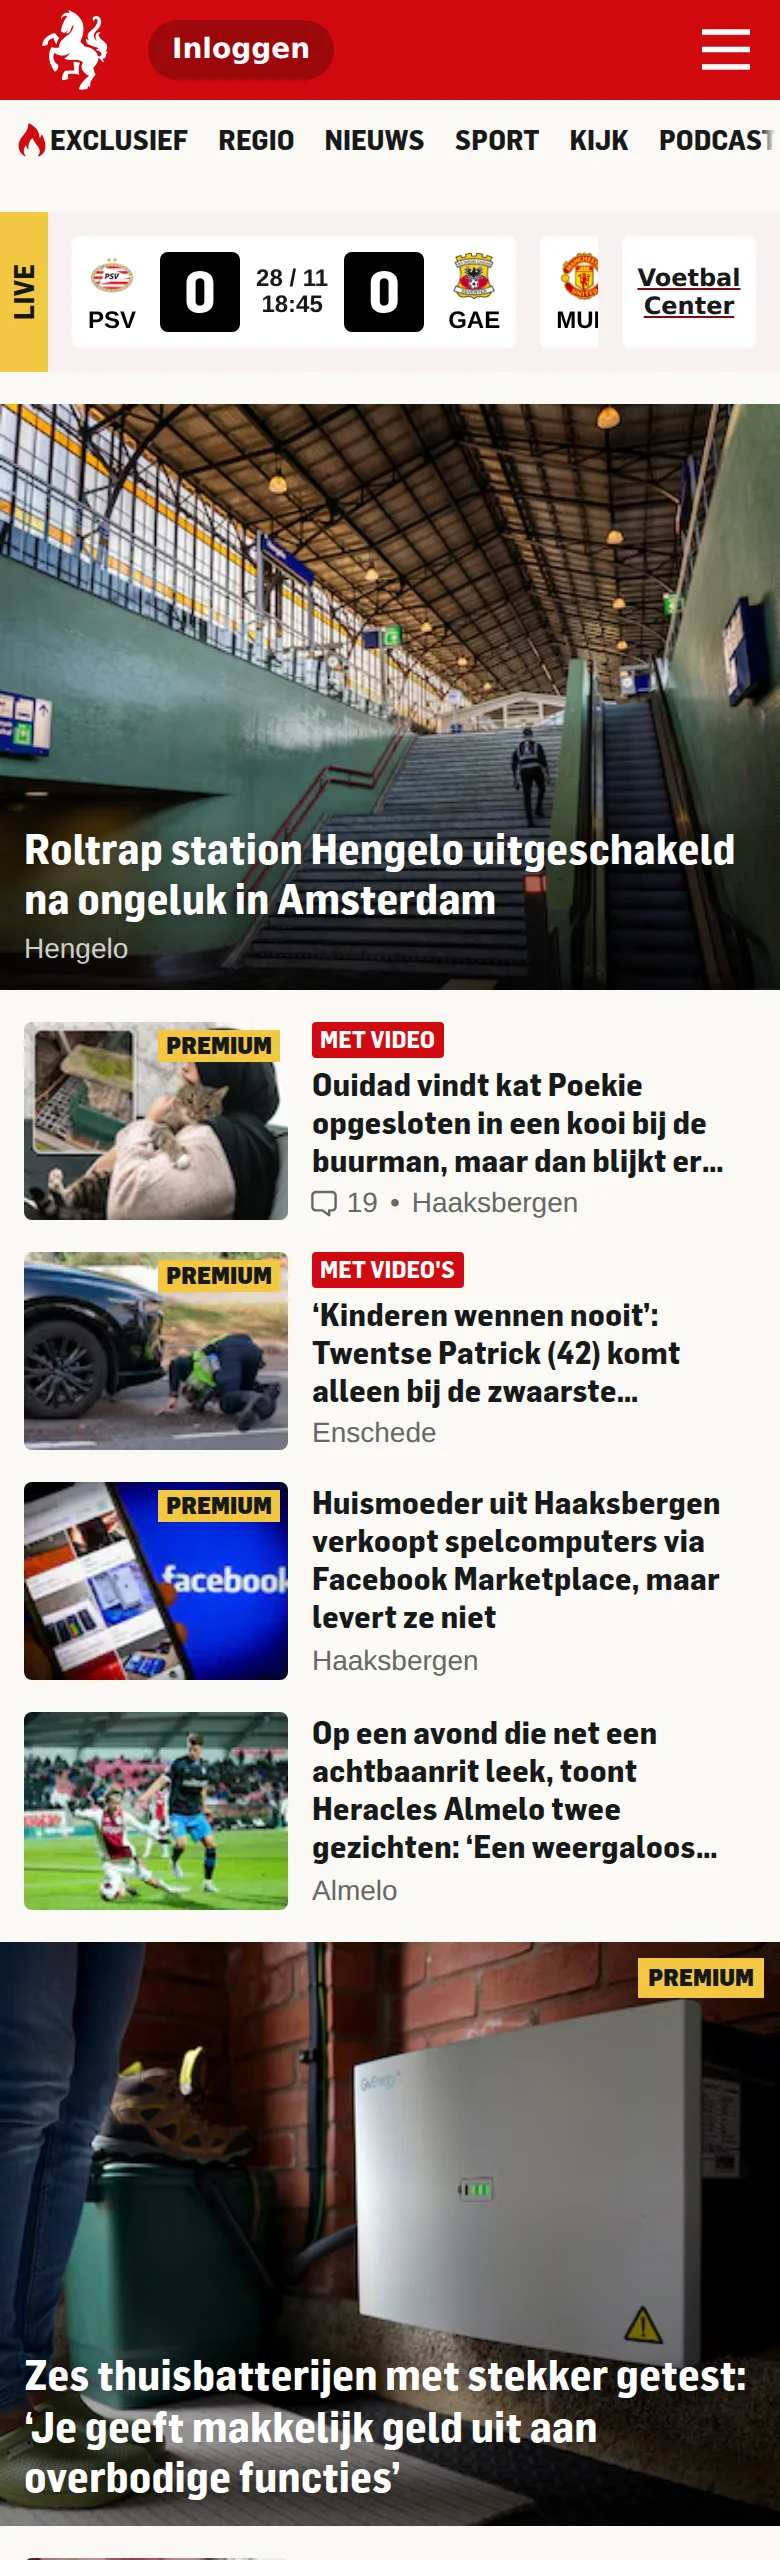 Inloggen
EXCLUSIEF REGIO NIEUWS SPORT KIJK PODCAST
LIVE
PSV
PSV
0
28 / 11
18:45
0
GAE
MU
Voetbal
Center
Roltrap station Hengelo uitgeschakeld
na ongeluk in Amsterdam
Hengelo
PREMIUM
MET VIDEO
Ouidad vindt kat Poekie
opgesloten in een kooi bij de
buurman, maar dan blijkt er...
19 • Haaksbergen
PREMIUM
MET VIDEO'S
‘Kinderen wennen nooit’:
Twentse Patrick (42) komt
alleen bij de zwaarste...
Enschede
PREMIUM
facebook
Huismoeder uit Haaksbergen
verkoopt spelcomputers via
Facebook Marketplace, maar
levert ze niet
Haaksbergen
Op een avond die net een
achtbaanrit leek, toont
Heracles Almelo twee
gezichten: ‘Een weergaloos...
Almelo
PREMIUM
GivEnergy
Zes thuisbatterijen met stekker getest:
‘Je geeft makkelijk geld uit aan
overbodige functies’